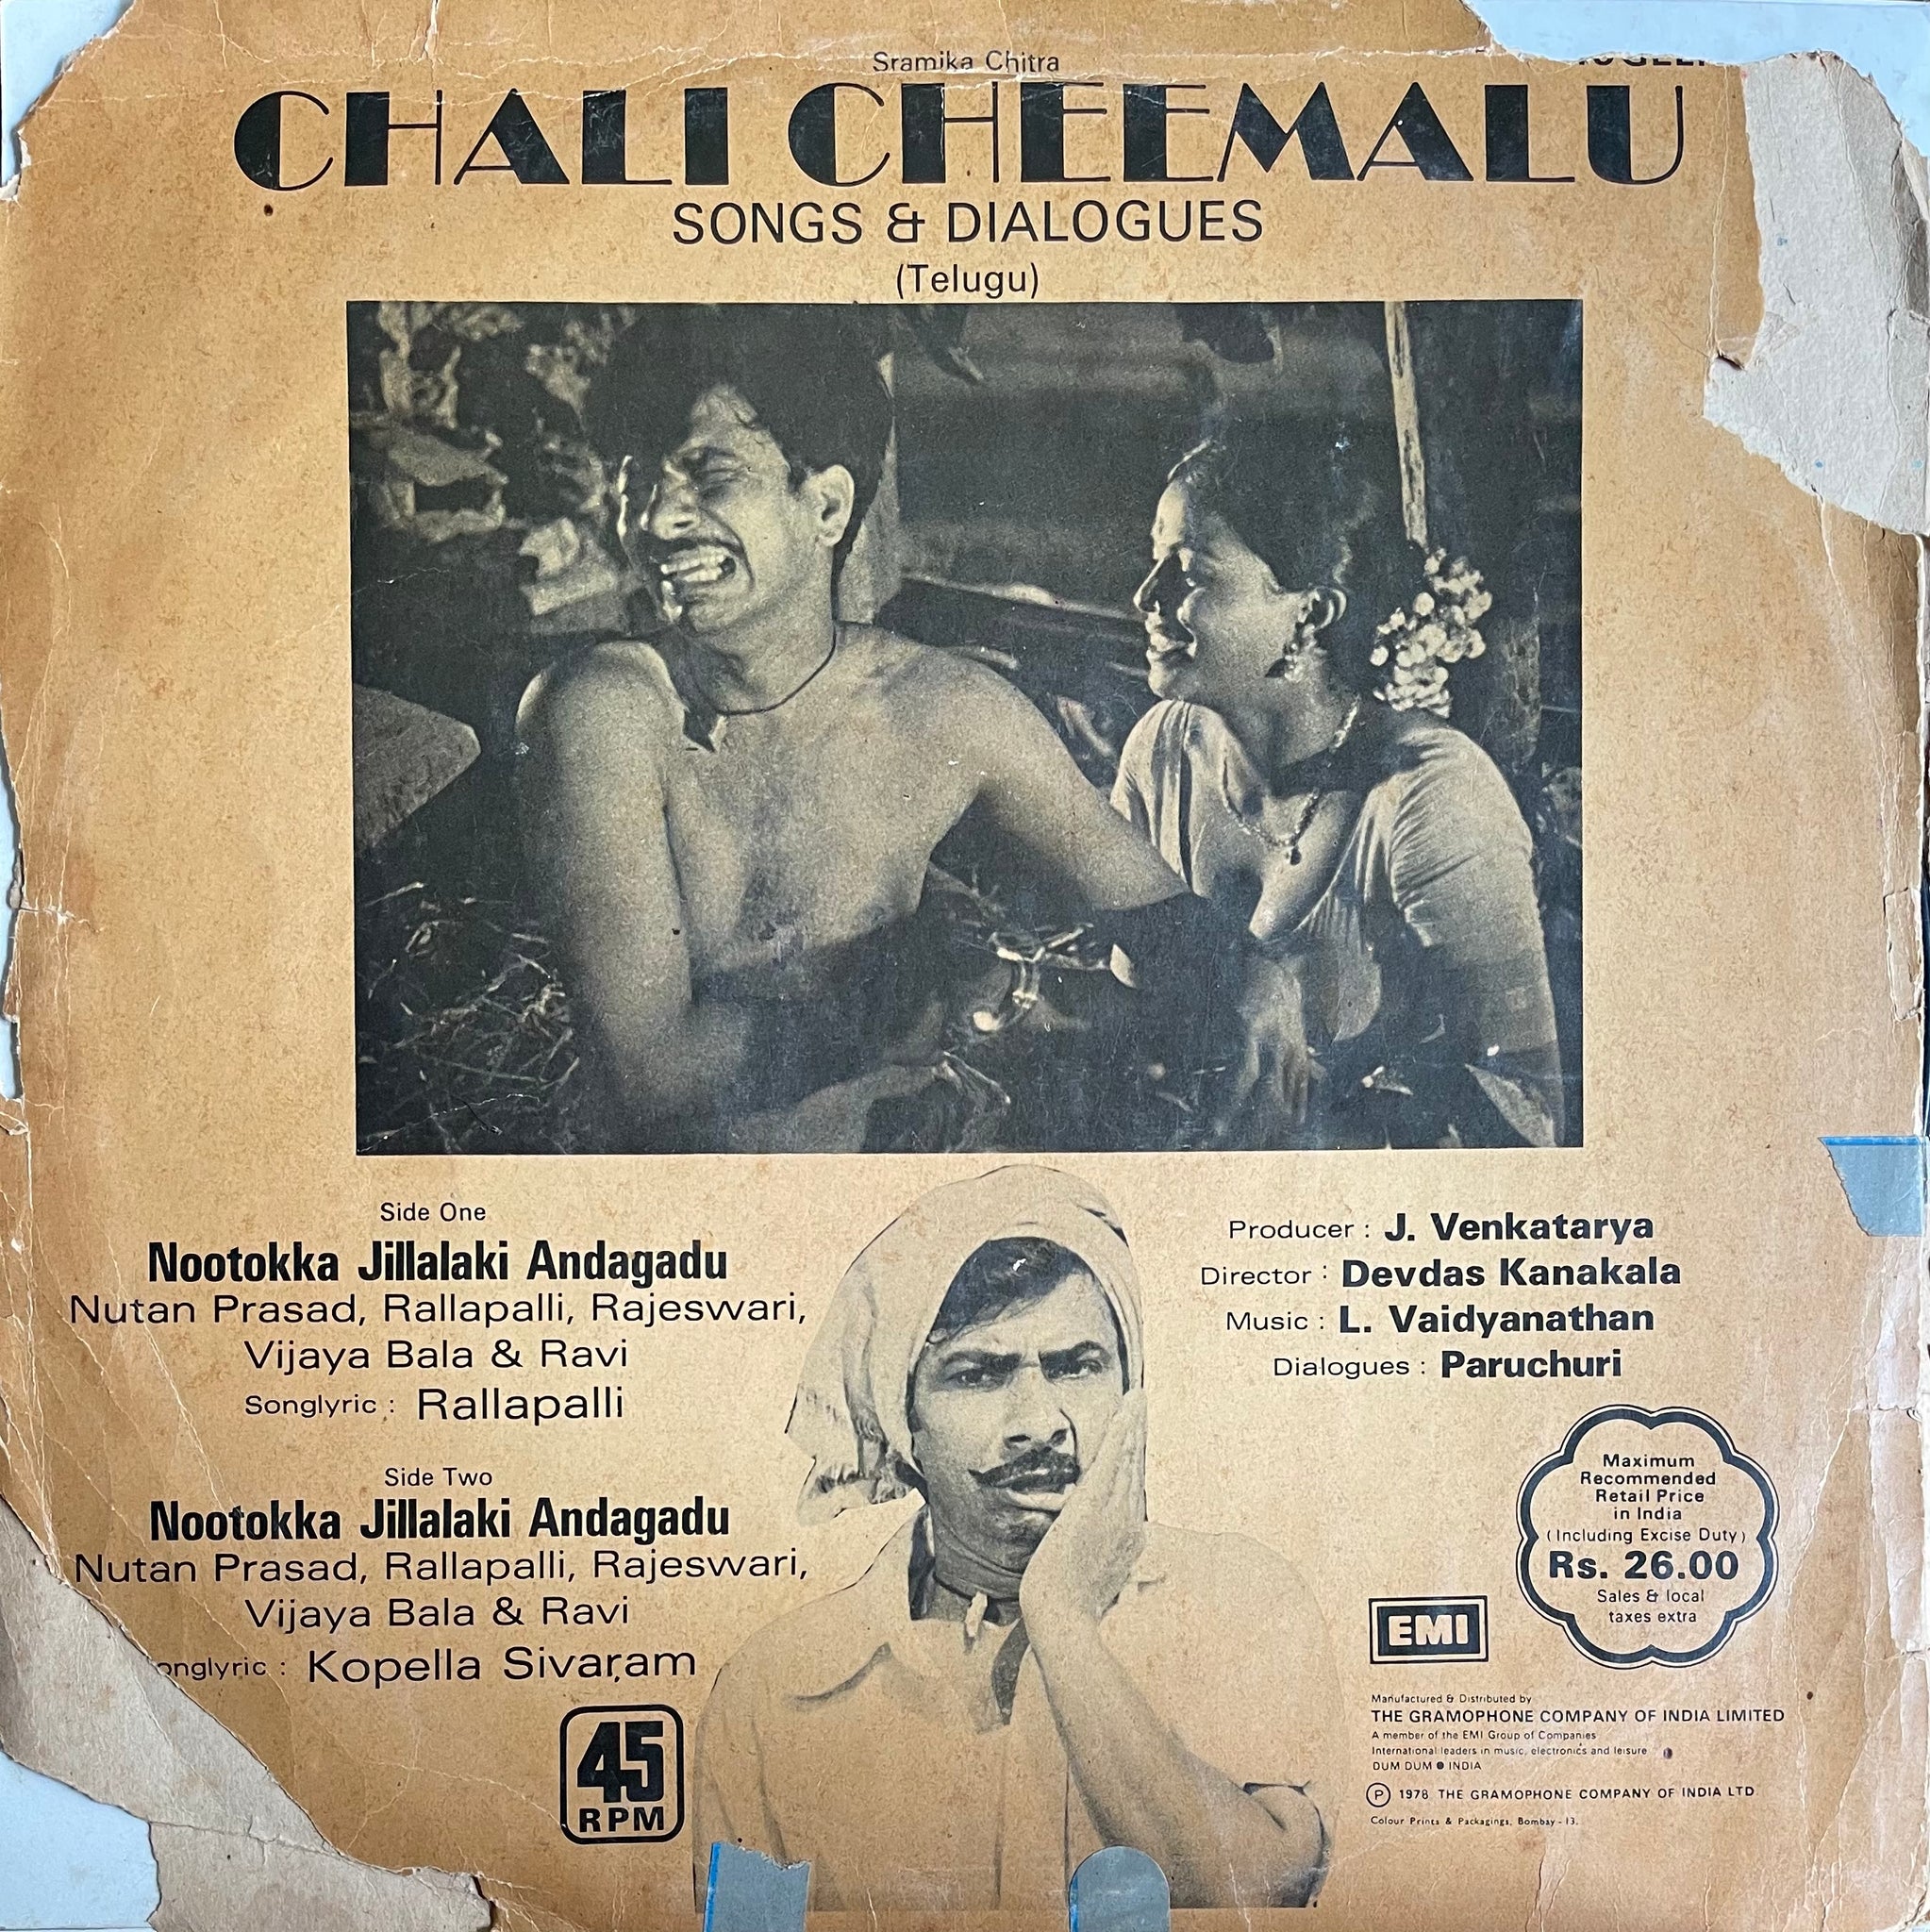 Sramika Chitra
CHALI CHEEMALU
SONGS & DIALOGUES
(Telugu)
Side One
Nootokka Jillalaki Andagadu
Nutan Prasad, Rallapalli, Rajeswari,
Vijaya Bala & Ravi
Songlyric : Rallapalli
Side Two
Nootokka Jillalaki Andagadu
Nutan Prasad, Rallapalli, Rajeswari,
Vijaya Bala & Ravi
onglyric : Kopella Sivaram
45
RPM
Producer : J. Venkatarya
Director : Devdas Kanakala
Music : L. Vaidyanathan
Dialogues : Paruchuri
Maximum
Recommended
Retail Price
in India
(Including Excise Duty)
Rs. 26.00
Sales & local
taxes extra
EMI
Manufactured & Distributed by
THE GRAMOPHONE COMPANY OF INDIA LIMITED
A member of the EMI Group of Companies
International leaders in music, electronics and leisure
DUM DUM ● INDIA
Ⓟ 1978 THE GRAMOPHONE COMPANY OF INDIA LTD
Colour Prints & Packagings, Bombay - 13.